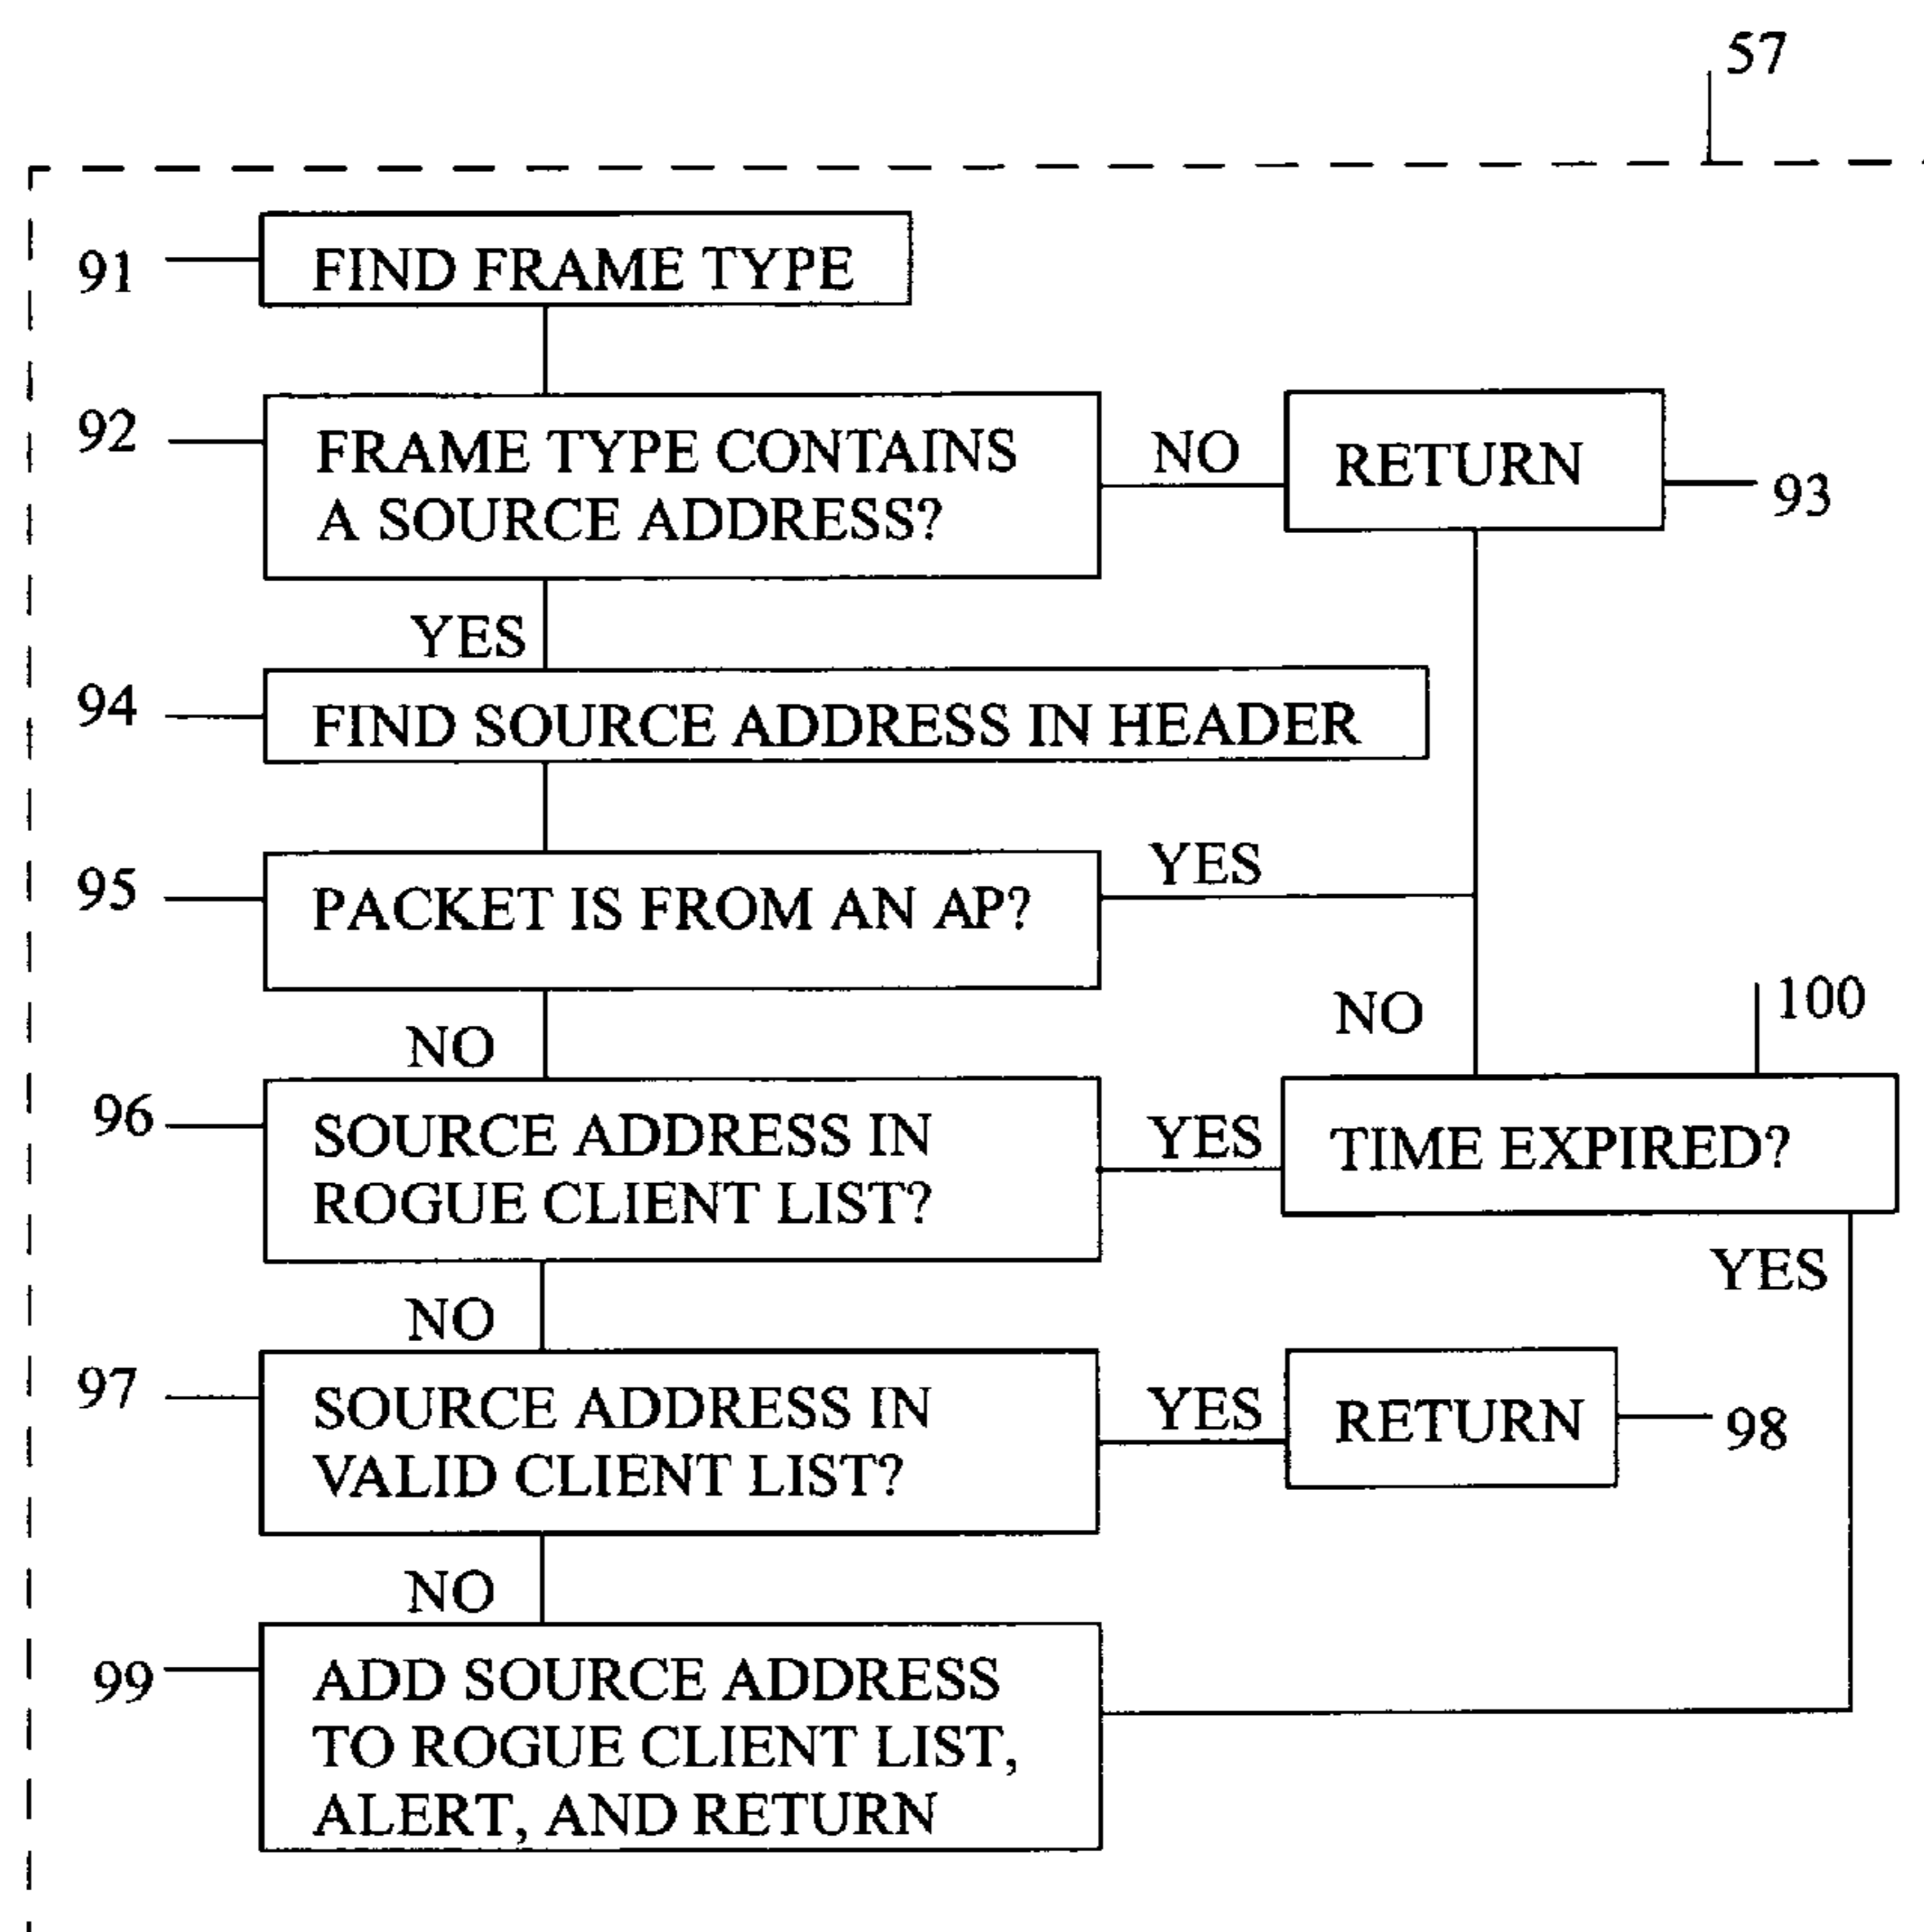 57
91
FIND FRAME TYPE
92
FRAME TYPE CONTAINS
A SOURCE ADDRESS?
NO
RETURN
93
YES
94
FIND SOURCE ADDRESS IN HEADER
95
PACKET IS FROM AN AP?
YES
NO
NO
100
96
SOURCE ADDRESS IN
ROGUE CLIENT LIST?
YES
TIME EXPIRED?
YES
NO
97
SOURCE ADDRESS IN
VALID CLIENT LIST?
YES
RETURN
98
NO
99
ADD SOURCE ADDRESS
TO ROGUE CLIENT LIST,
ALERT, AND RETURN